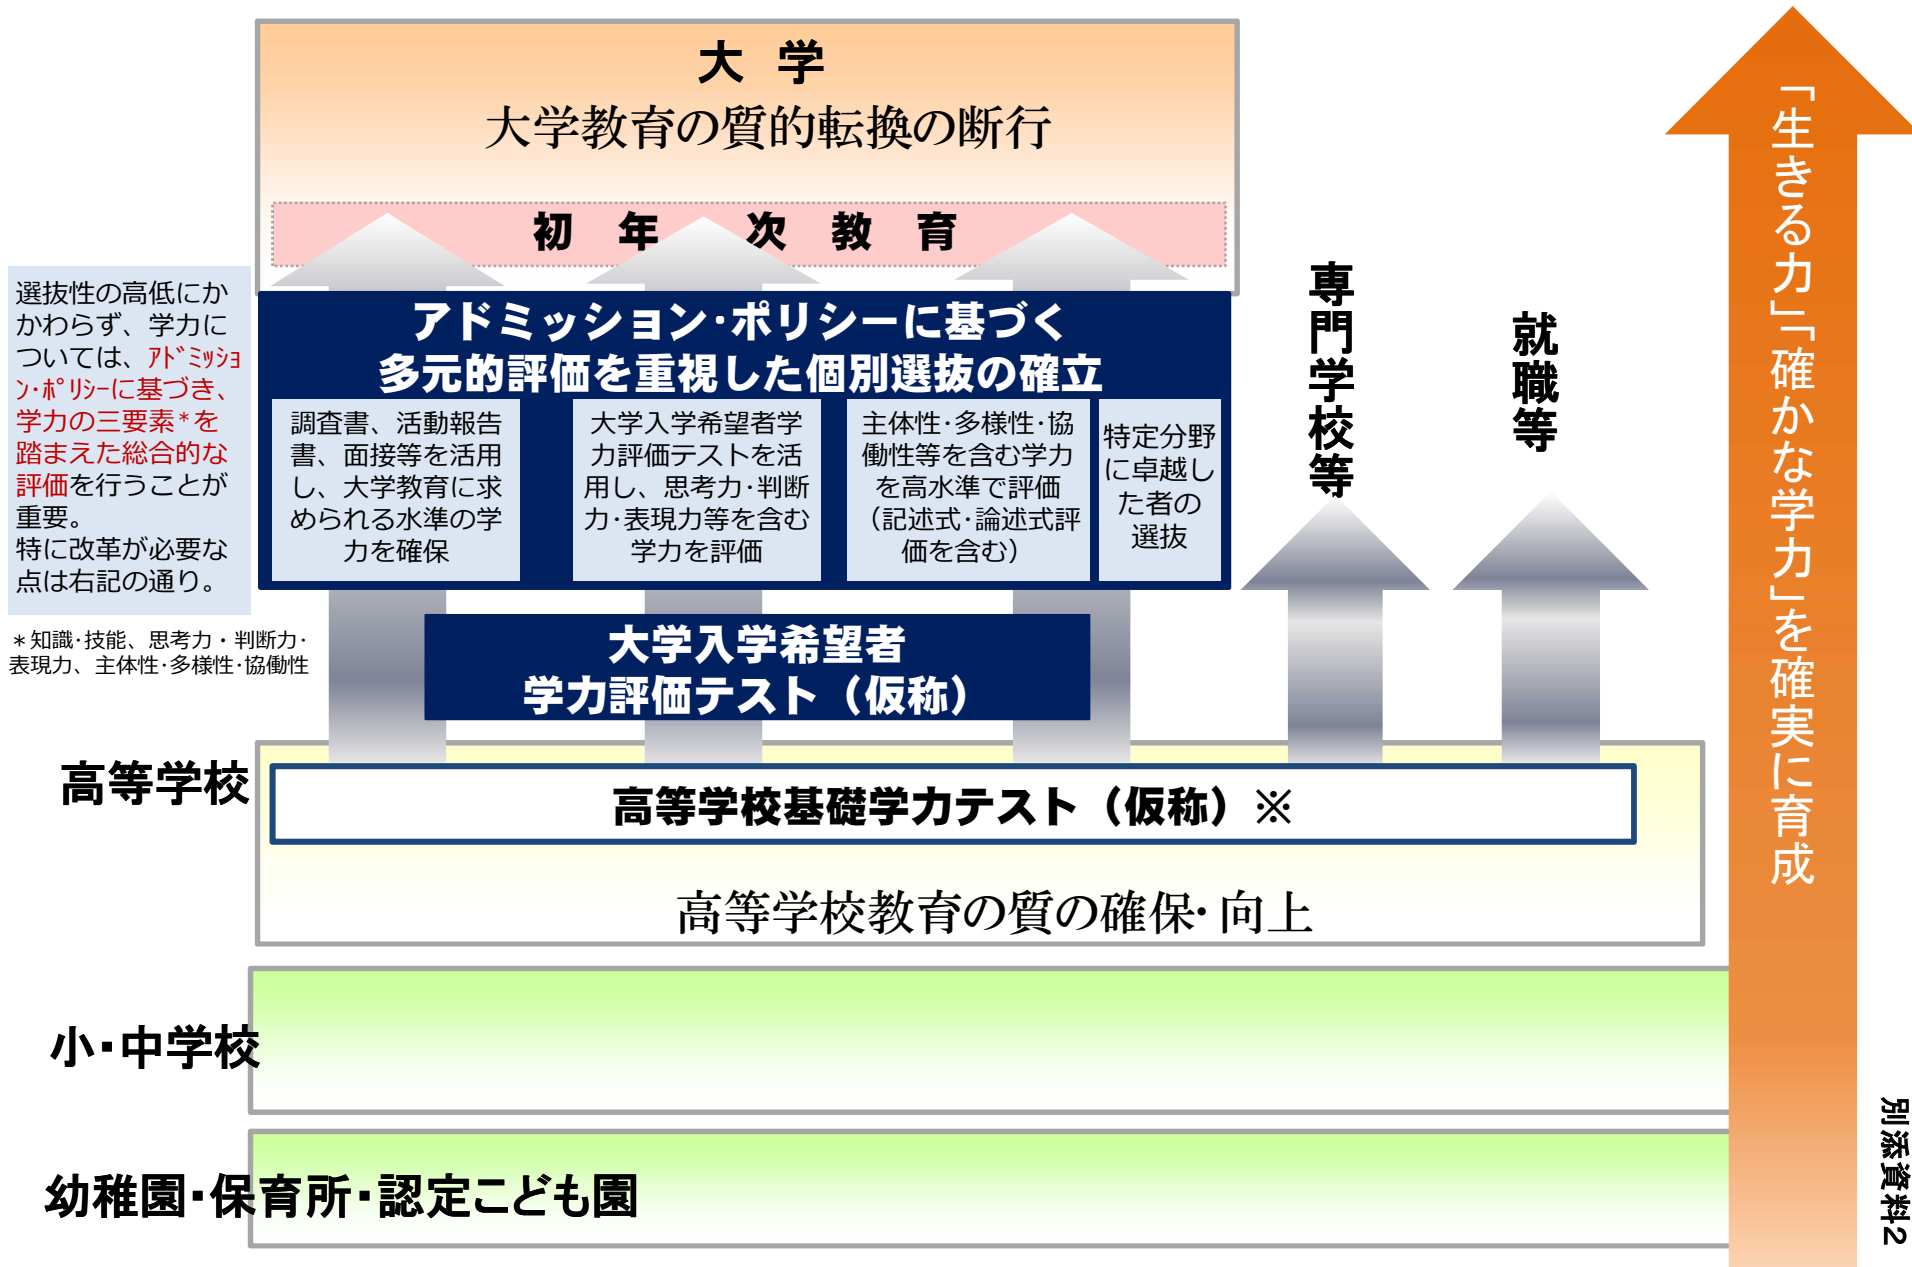 大 学
大学教育の質的転換の断行
初 年 次 教 育
選抜性の高低にか
かわらず、学力に
ついては、ｱﾄﾞﾐｯｼｮ
ﾝ･ﾎﾟﾘｼｰに基づき、
学力の三要素*を
踏まえた総合的な
評価を行うことが
重要。
特に改革が必要な
点は右記の通り。
＊知識･技能、思考力・判断力･
表現力、主体性･多様性･協働性
アドミッション･ポリシーに基づく
多元的評価を重視した個別選抜の確立
調査書、活動報告
書、面接等を活用
し、大学教育に求
められる水準の学
力を確保
大学入学希望者学
力評価テストを活
用し、思考力･判断
力･表現力等を含む
学力を評価
主体性･多様性･協
働性等を含む学力
を高水準で評価
（記述式･論述式評
価を含む）
特定分野
に卓越し
た者の
選抜
専門学校等
就職等
大学入学希望者
学力評価テスト（仮称）
高等学校
高等学校基礎学力テスト（仮称）※
高等学校教育の質の確保･向上
小・中学校
幼稚園・保育所・認定こども園
「生きる力」「確かな学力」を確実に育成
別添資料2